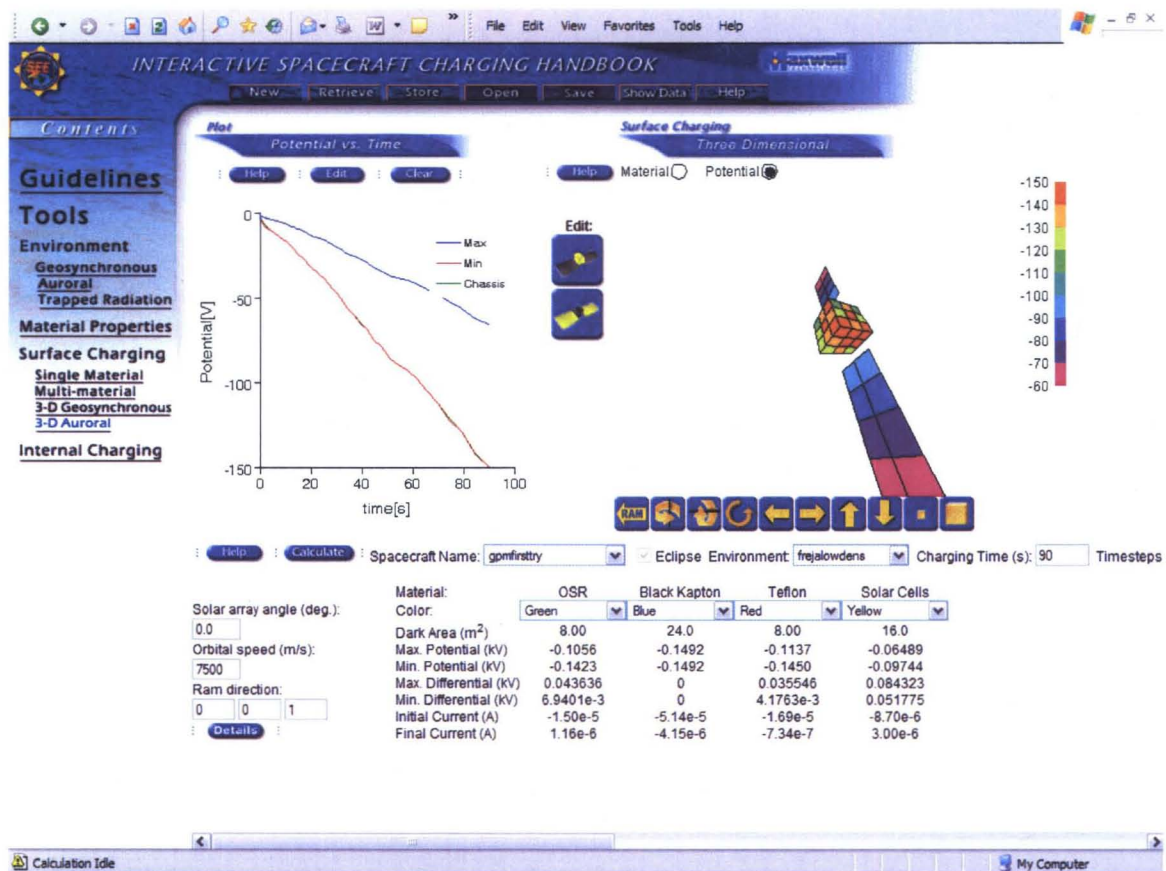 File Edit View Favorites Tools Help
INTERACTIVE SPACECRAFT CHARGING HANDBOOK
New Retrieve Store Open Save Show Data Help
Contents
Guidelines
Tools
Environment
Geosynchronous
Auroral
Trapped Radiation
Material Properties
Surface Charging
Single Material
Multi-material
3-D Geosynchronous
3-D Auroral
Internal Charging
Plot
Potential vs. Time
Help Edit Clear
Potential[V]
0
-50
-100
-150
0 20 40 60 80 100
time[s]
Max
Min
Chassis
Surface Charging
Three Dimensional
Help Material Potential
Edit:
-150
-140
-130
-120
-110
-100
-90
-80
-70
-60
RAM
Help Calculate Spacecraft Name: gpmfirsttry Eclipse Environment: frejalowdens Charging Time (s): 90 Timesteps
Solar array angle (deg.):
0.0
Orbital speed (m/s):
7500
Ram direction:
0 0 1
Details
Material: OSR Black Kapton Teflon Solar Cells
Color: Green Blue Red Yellow
Dark Area (m²) 8.00 24.0 8.00 16.0
Max. Potential (kV) -0.1056 -0.1492 -0.1137 -0.06489
Min. Potential (kV) -0.1423 -0.1492 -0.1450 -0.09744
Max. Differential (kV) 0.043636 0 0.035546 0.084323
Min. Differential (kV) 6.9401e-3 0 4.1763e-3 0.051775
Initial Current (A) -1.50e-5 -5.14e-5 -1.69e-5 -8.70e-6
Final Current (A) 1.16e-6 -4.15e-6 -7.34e-7 3.00e-6
Calculation Idle
My Computer